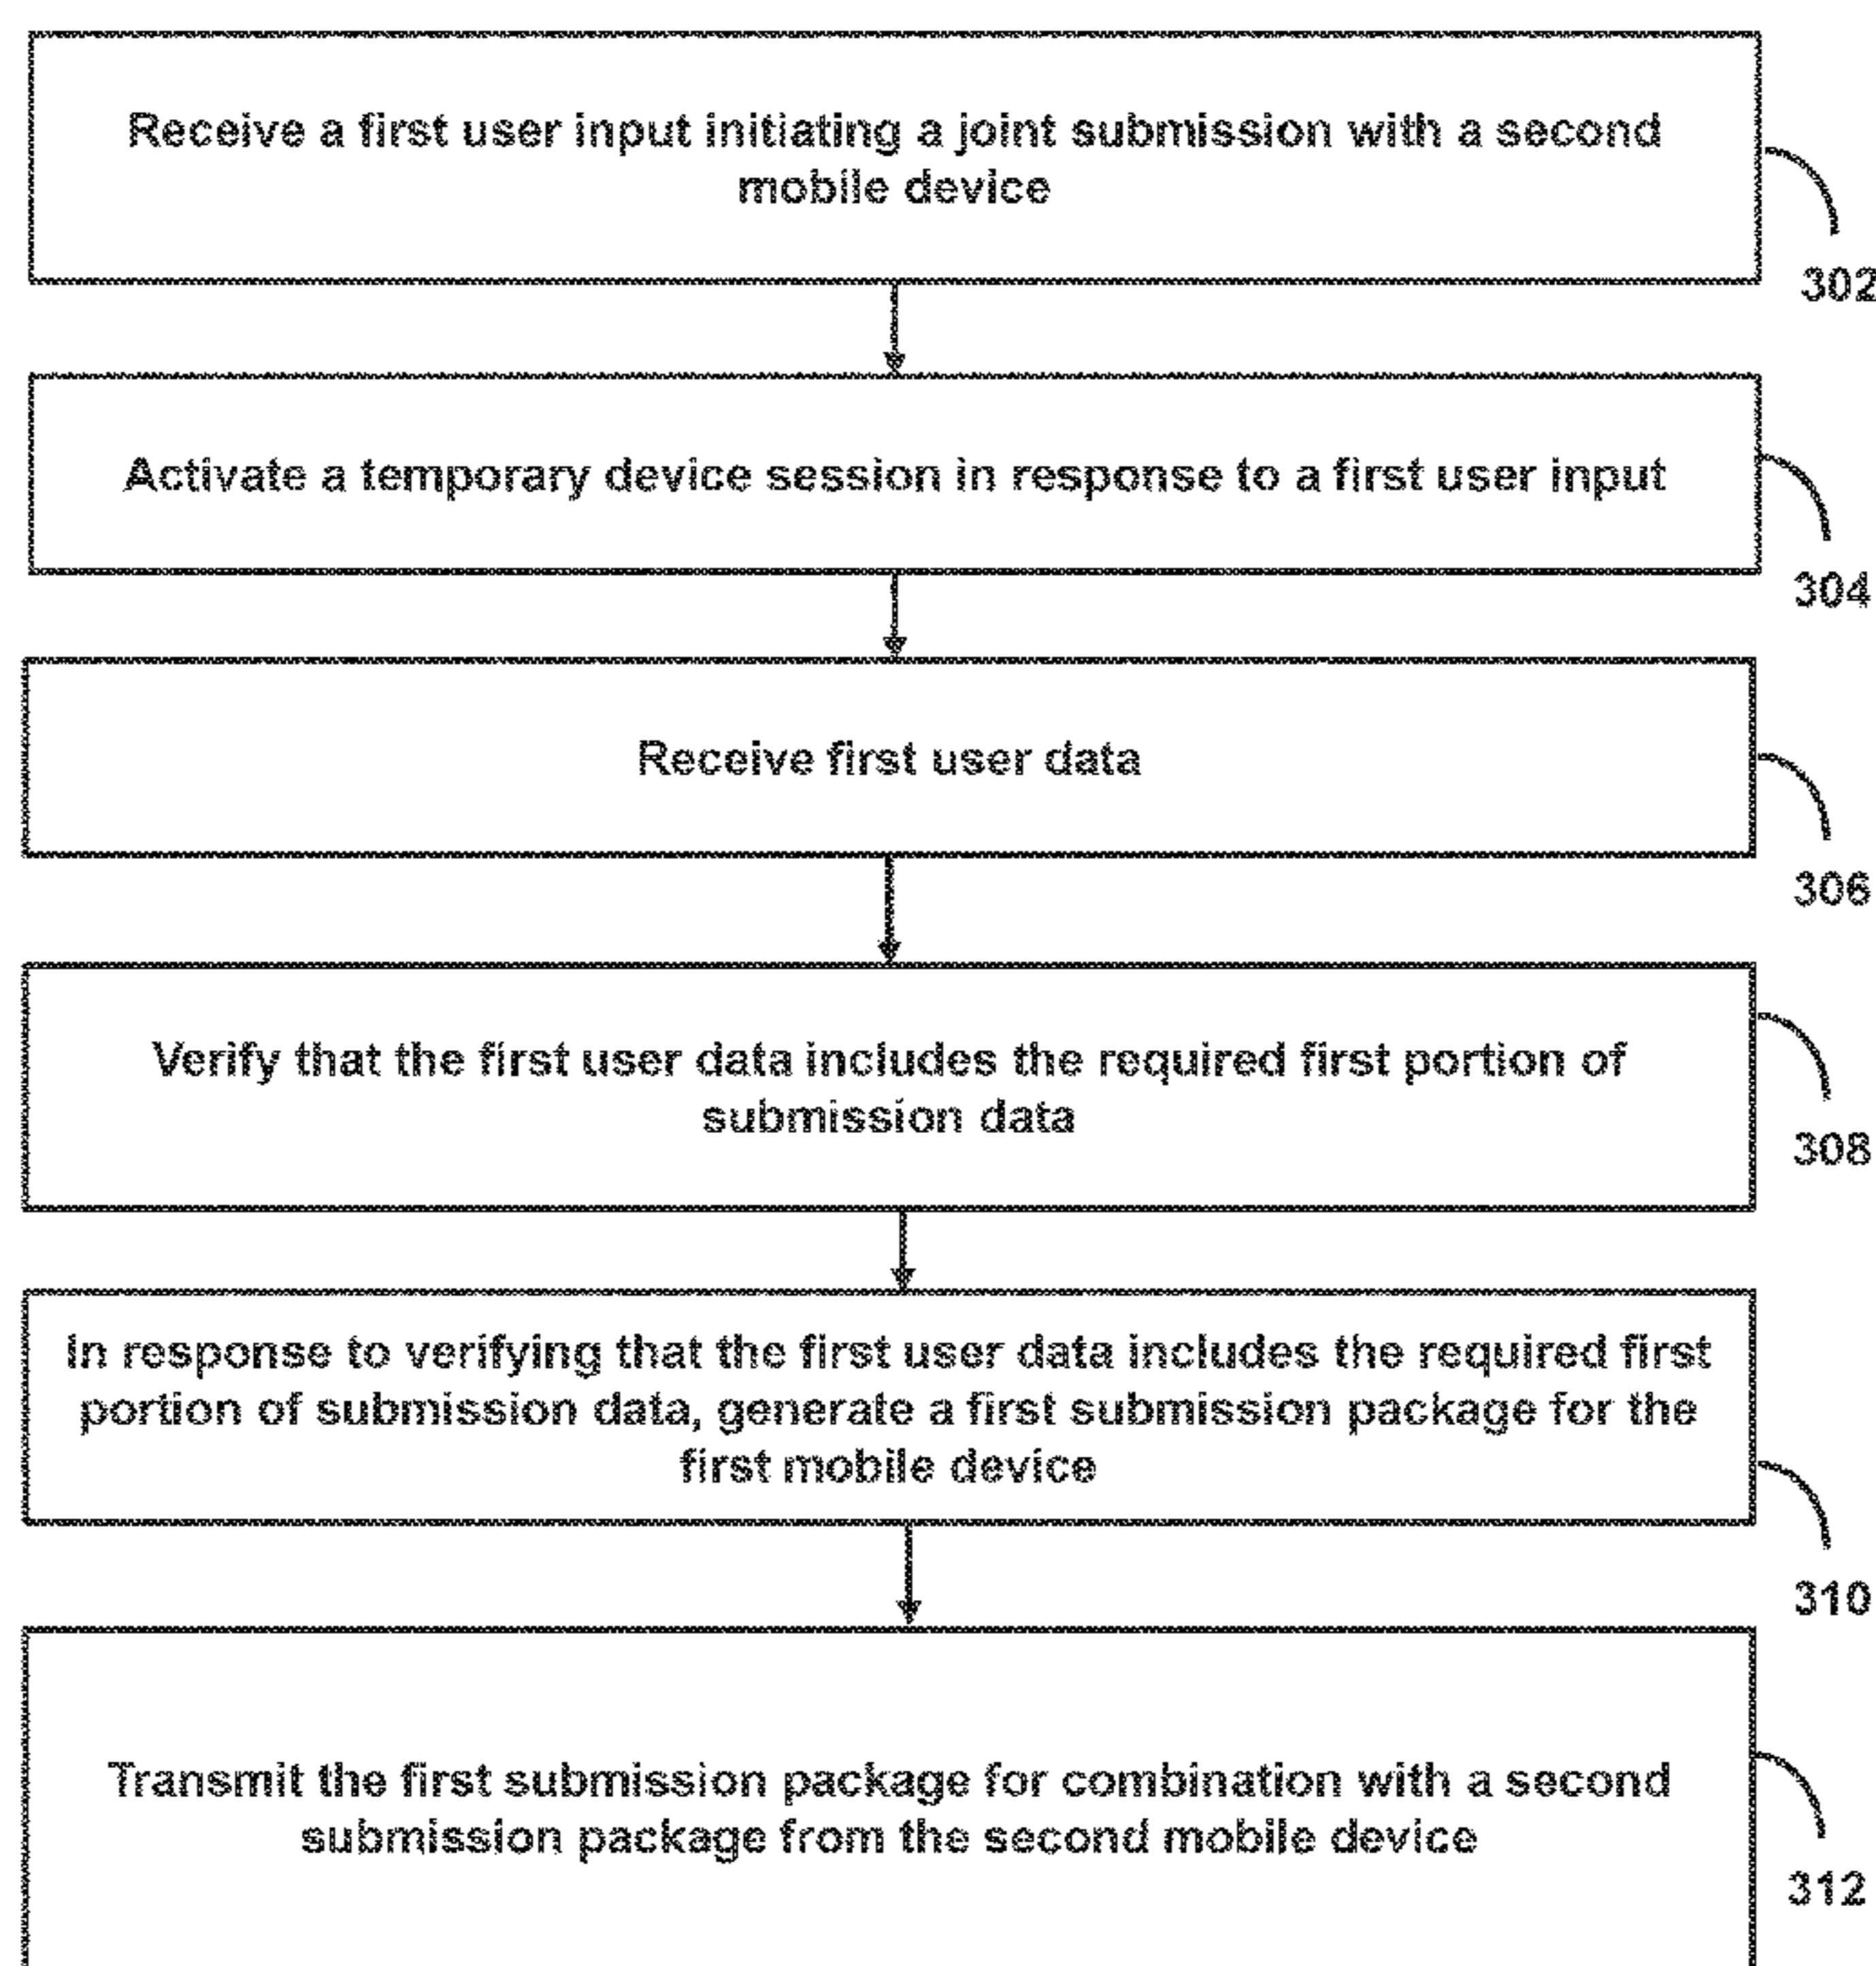 Receive a first user input initiating a joint submission with a second
mobile device
302
Activate a temporary device session in response to a first user input
304
Receive first user data
306
Verify that the first user data includes the required first portion of
submission data
308
In response to verifying that the first user data includes the required first
portion of submission data, generate a first submission package for the
first mobile device
310
Transmit the first submission package for combination with a second
submission package from the second mobile device
312